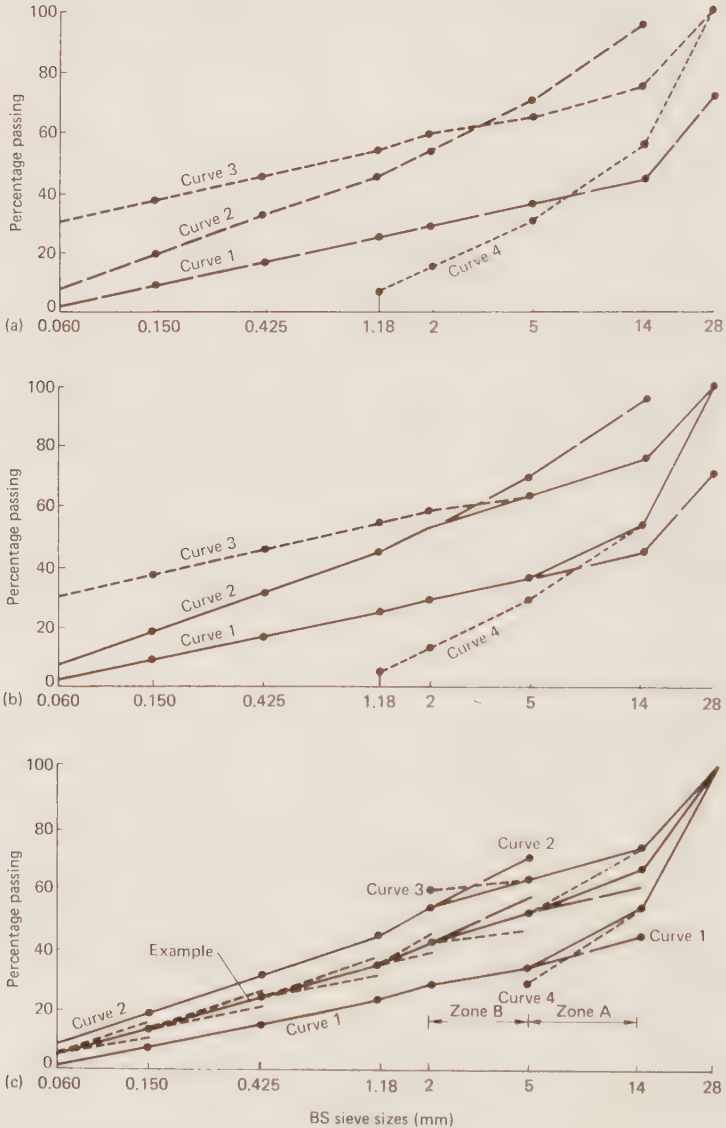 100
80
60
40
20
0
Percentage passing
Curve 3
Curve 2
Curve 1
Curve 4
(a)
0.060 0.150 0.425 1.18 2 5 14 28
100
80
60
40
20
0
Percentage passing
Curve 3
Curve 2
Curve 1
Curve 4
(b)
0.060 0.150 0.425 1.18 2 5 14 28
100
80
60
40
20
0
Percentage passing
Curve 2
Curve 3
Example
Curve 1
Curve 2
Curve 1
Curve 4
Zone B
Zone A
(c)
0.060 0.150 0.425 1.18 2 5 14 28
BS sieve sizes (mm)